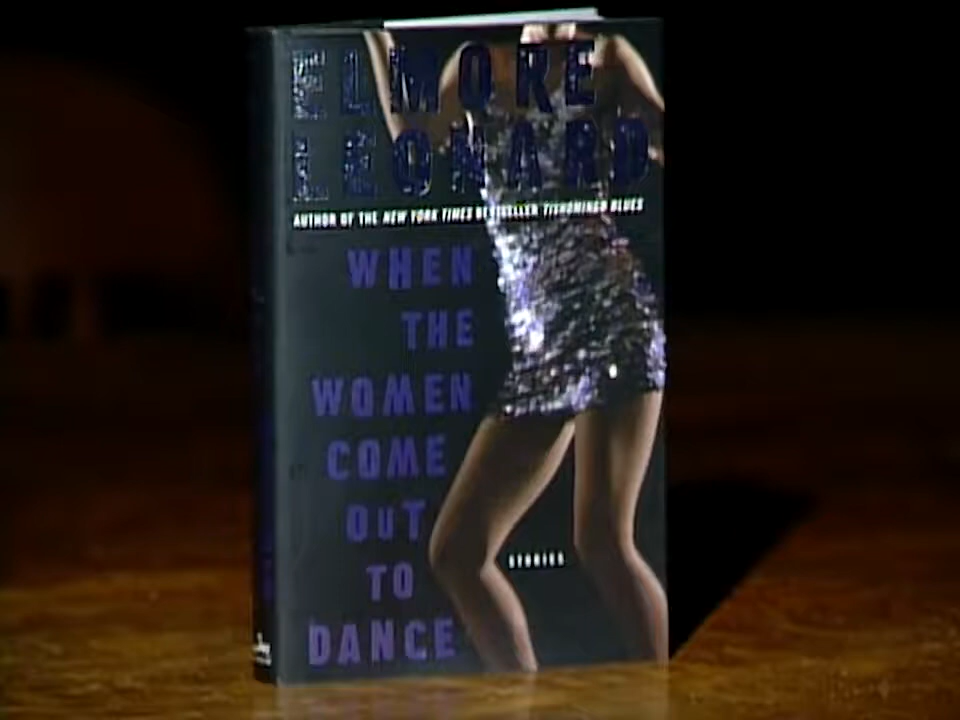 ELMORE
LEONARD
AUTHOR OF THE NEW YORK TIMES BESTSELLER TISHOMINGO BLUES
WHEN
THE
WOMEN
COME
OUT
TO
DANCE
STORIES